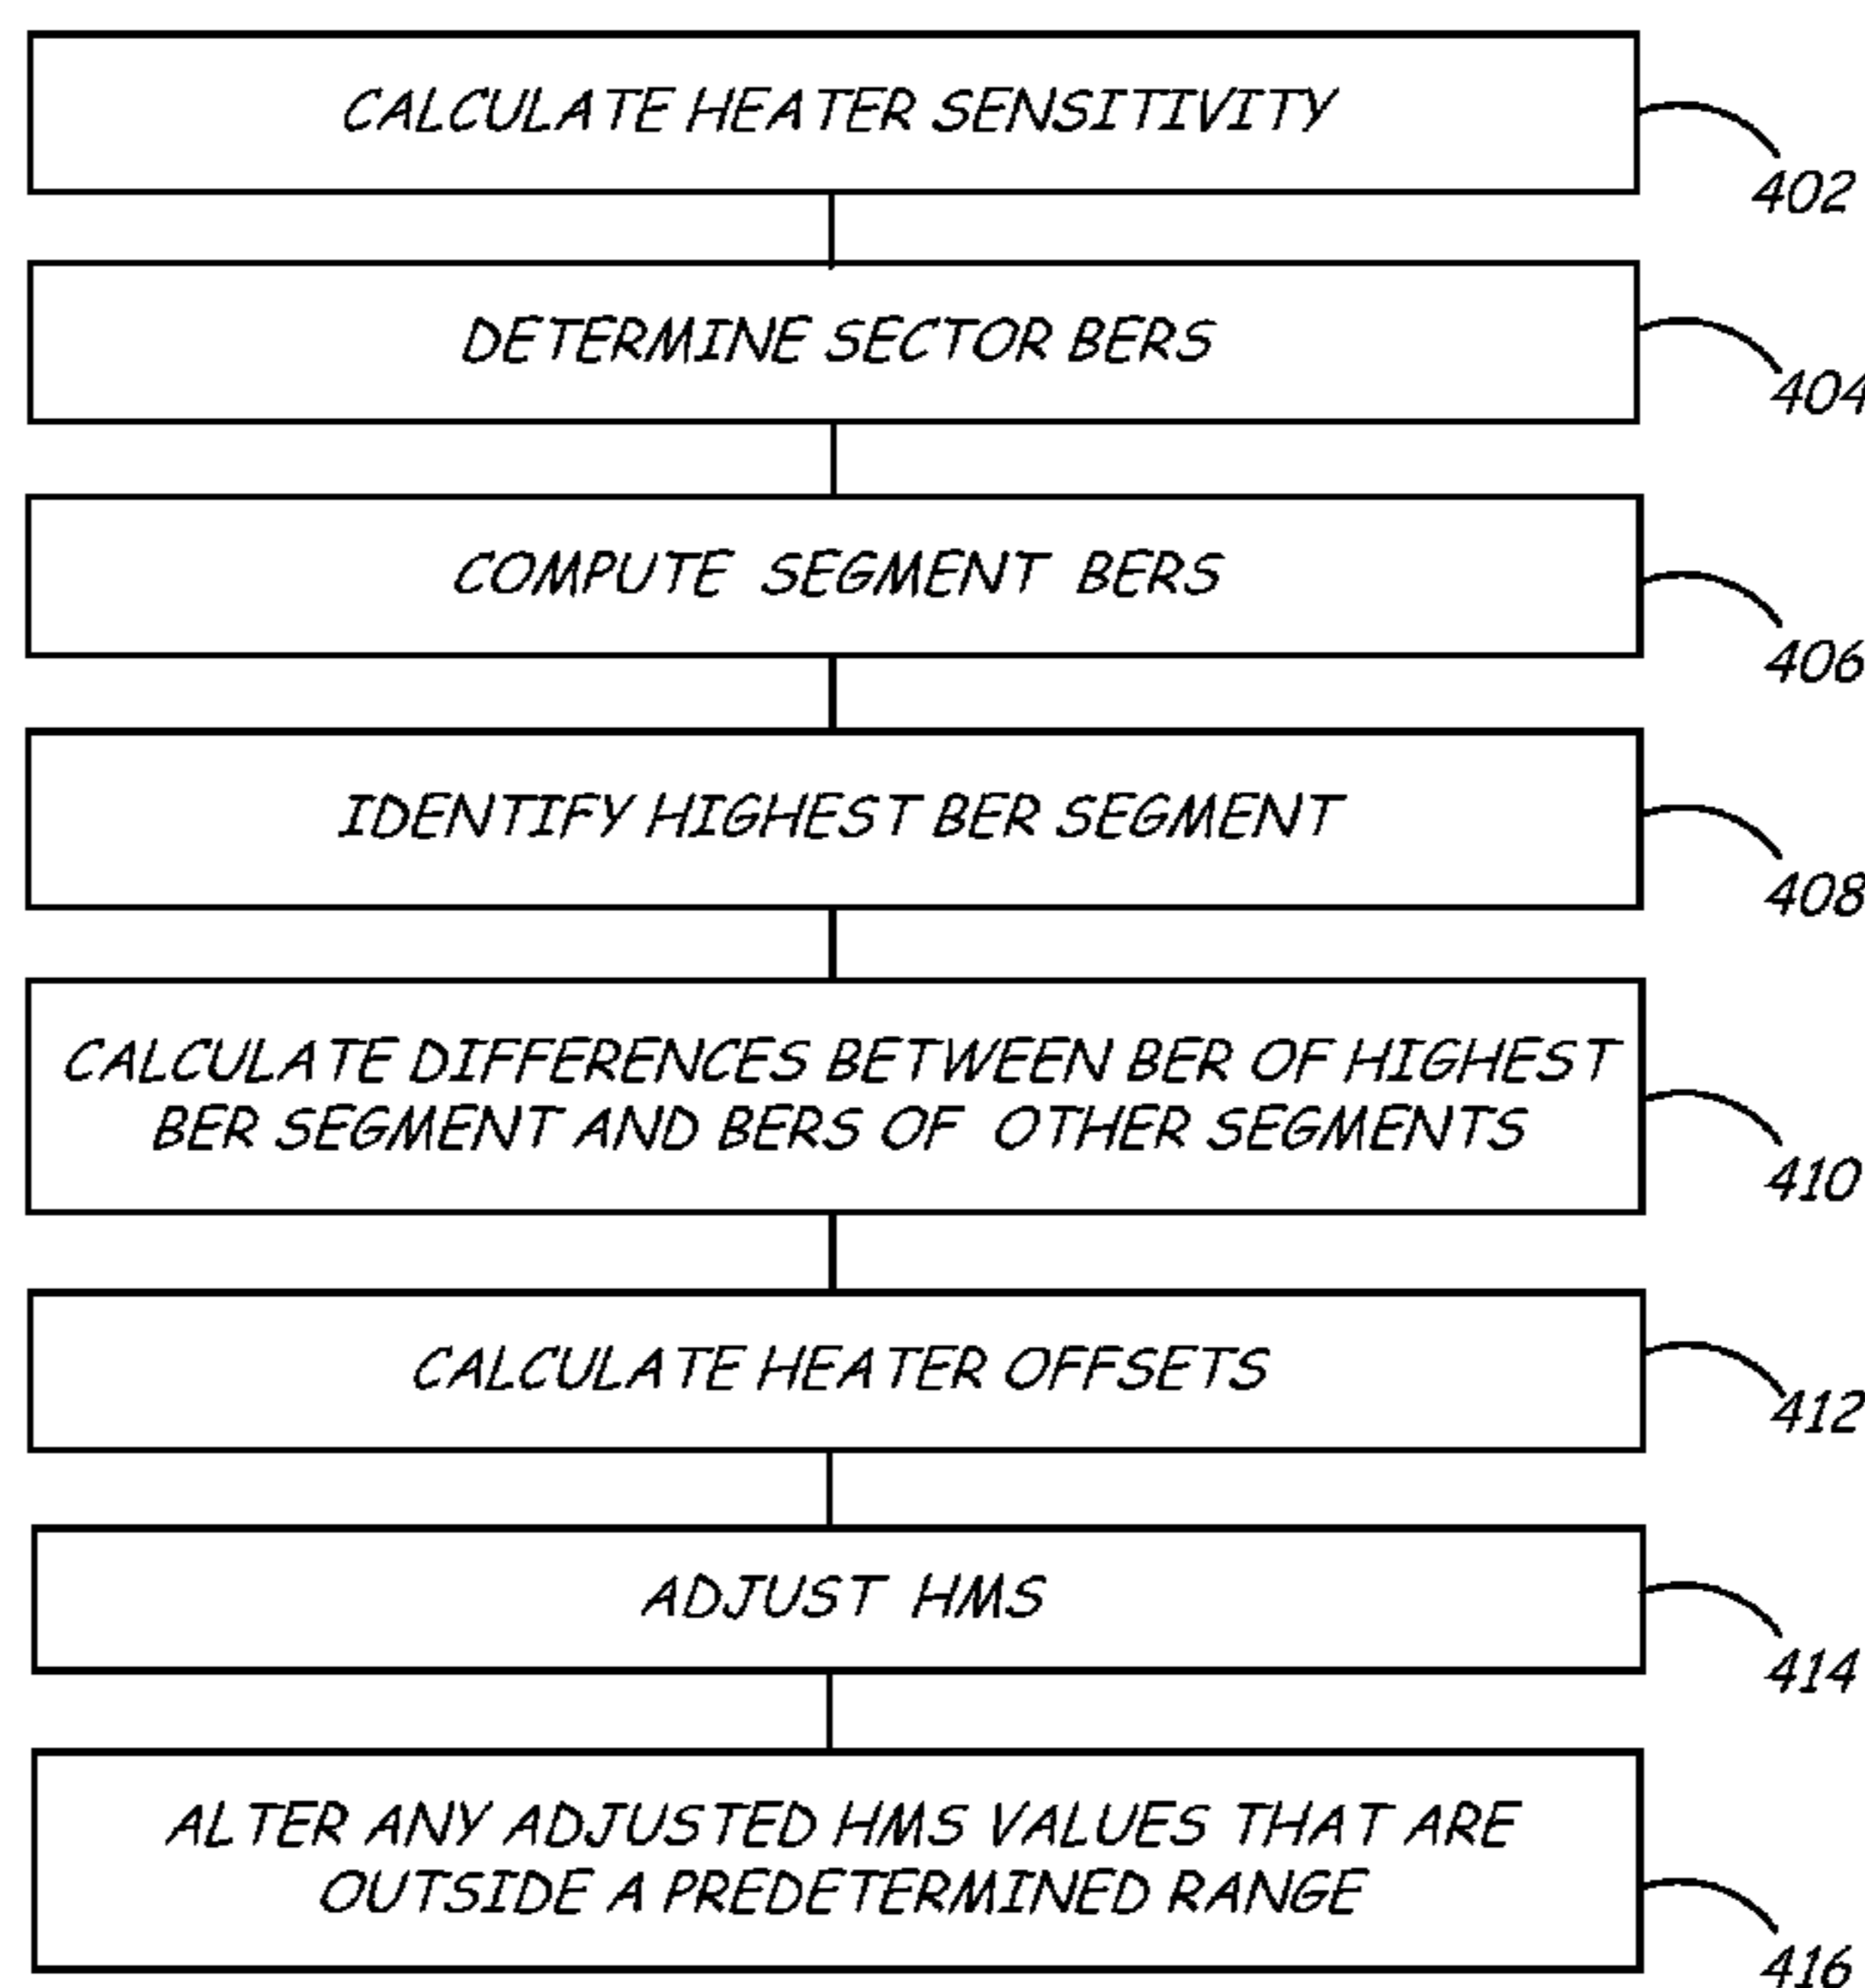 CALCULATE HEATER SENSITIVITY
402
DETERMINE SECTOR BERS
404
COMPUTE SEGMENT BERS
406
IDENTIFY HIGHEST BER SEGMENT
408
CALCULATE DIFFERENCES BETWEEN BER OF HIGHEST
BER SEGMENT AND BERS OF OTHER SEGMENTS
410
CALCULATE HEATER OFFSETS
412
ADJUST HMS
414
ALTER ANY ADJUSTED HMS VALUES THAT ARE
OUTSIDE A PREDETERMINED RANGE
416